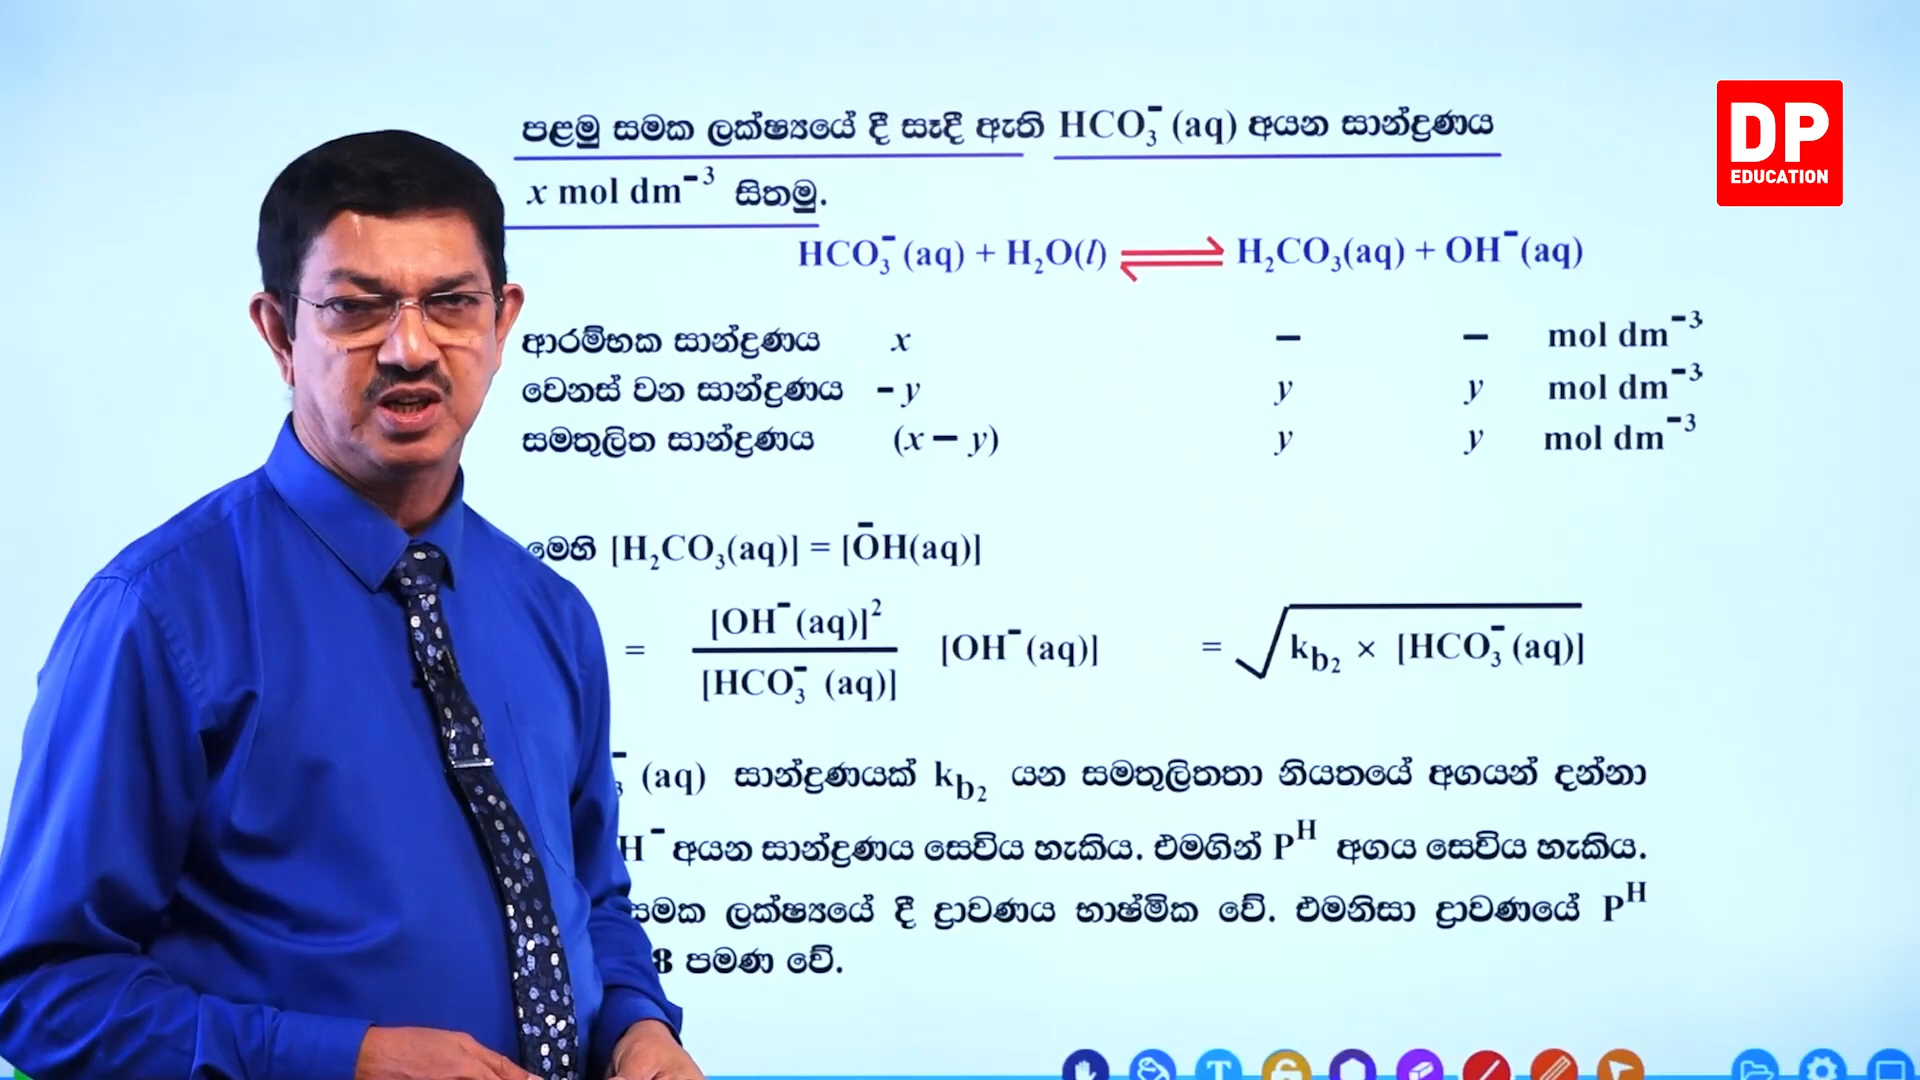 පළමු සමක ලක්ෂ්‍යයේ දී සෑදී ඇති HCO₃⁻ (aq) අයන සාන්ද්‍රණය
x mol dm⁻³ සිතමු.
DP
EDUCATION
HCO₃⁻ (aq) + H₂O(l) ⇌ H₂CO₃(aq) + OH⁻(aq)
ආරම්භක සාන්ද්‍රණය x – – mol dm⁻³
වෙනස් වන සාන්ද්‍රණය – y y y mol dm⁻³
සමතුලිත සාන්ද්‍රණය (x – y) y y mol dm⁻³
මෙහි [H₂CO₃(aq)] = [ŌH(aq)]
= [OH⁻(aq)]² / [HCO₃⁻ (aq)] [OH⁻(aq)] = √ k_b₂ × [HCO₃⁻(aq)]
(aq) සාන්ද්‍රණයක් k_b₂ යන සමතුලිතතා නියතයේ අගයන් දන්නා
H⁻ අයන සාන්ද්‍රණය සෙවිය හැකිය. එමගින් Pᴴ අගය සෙවිය හැකිය.
සමක ලක්ෂ්‍යයේ දී ද්‍රාවණය භාෂ්මික වේ. එමනිසා ද්‍රාවණයේ Pᴴ
8 පමණ වේ.